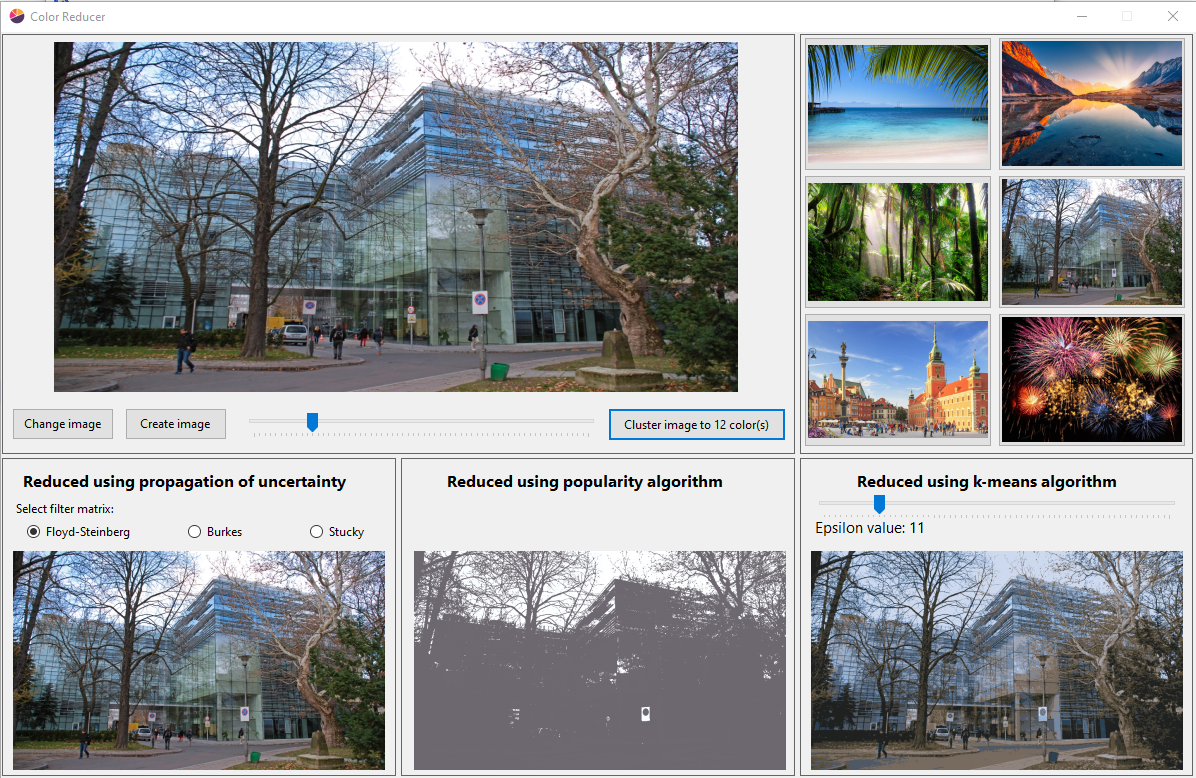 Color Reducer
Change image
Create image
Cluster image to 12 color(s)
Reduced using propagation of uncertainty
Select filter matrix:
Floyd-Steinberg
Burkes
Stucky
Reduced using popularity algorithm
Reduced using k-means algorithm
Epsilon value: 11